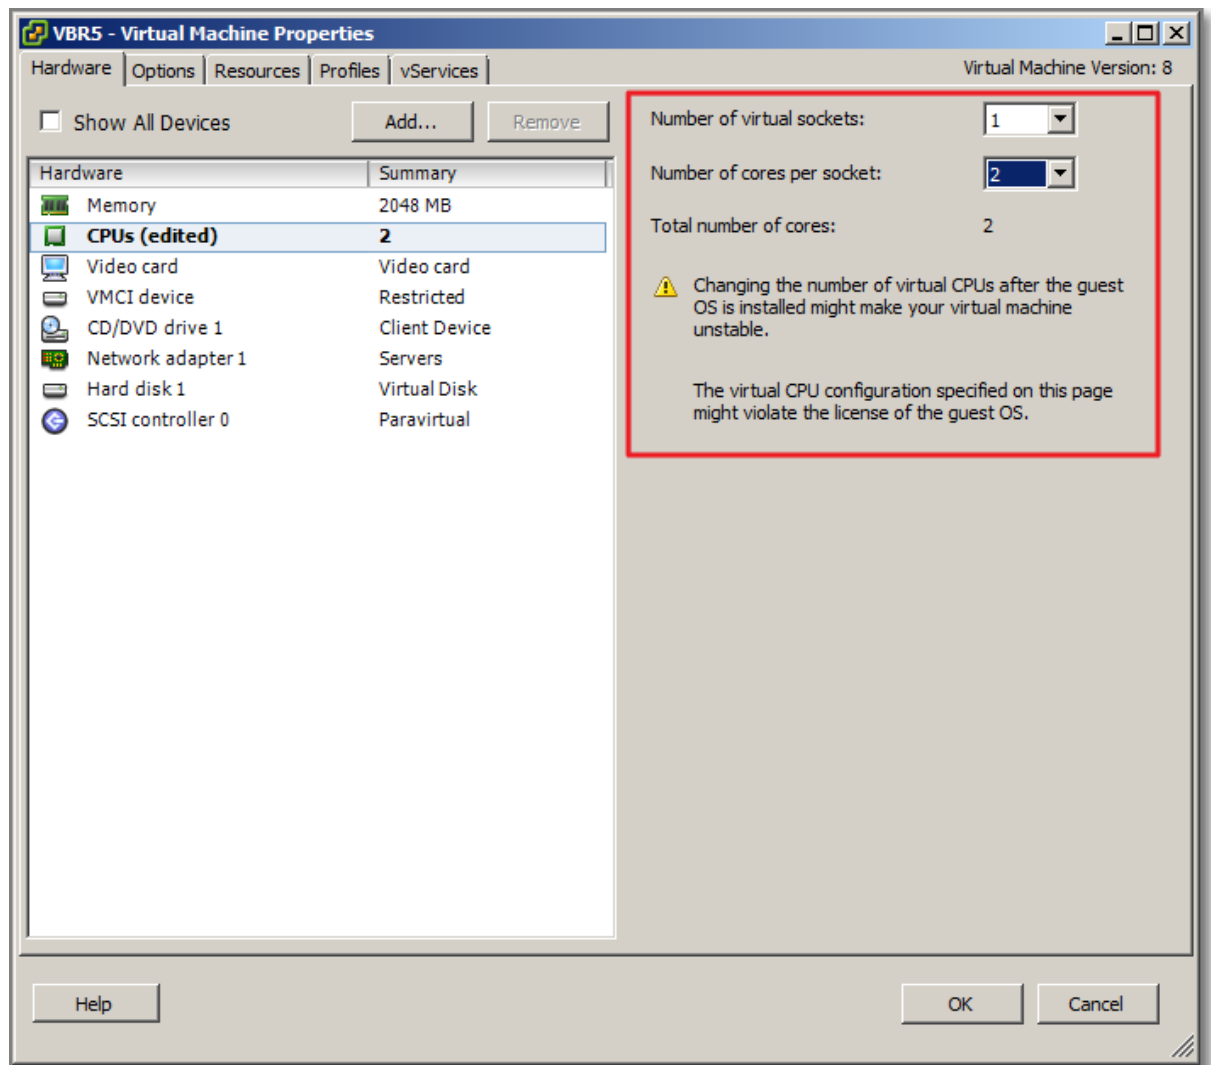 VBR5 - Virtual Machine Properties
Hardware Options Resources Profiles vServices Virtual Machine Version: 8
Show All Devices Add... Remove
Hardware Summary
Memory 2048 MB
CPUs (edited) 2
Video card Video card
VMCI device Restricted
CD/DVD drive 1 Client Device
Network adapter 1 Servers
Hard disk 1 Virtual Disk
SCSI controller 0 Paravirtual
Number of virtual sockets: 1
Number of cores per socket: 2
Total number of cores: 2
Changing the number of virtual CPUs after the guest
OS is installed might make your virtual machine
unstable.
The virtual CPU configuration specified on this page
might violate the license of the guest OS.
Help OK Cancel